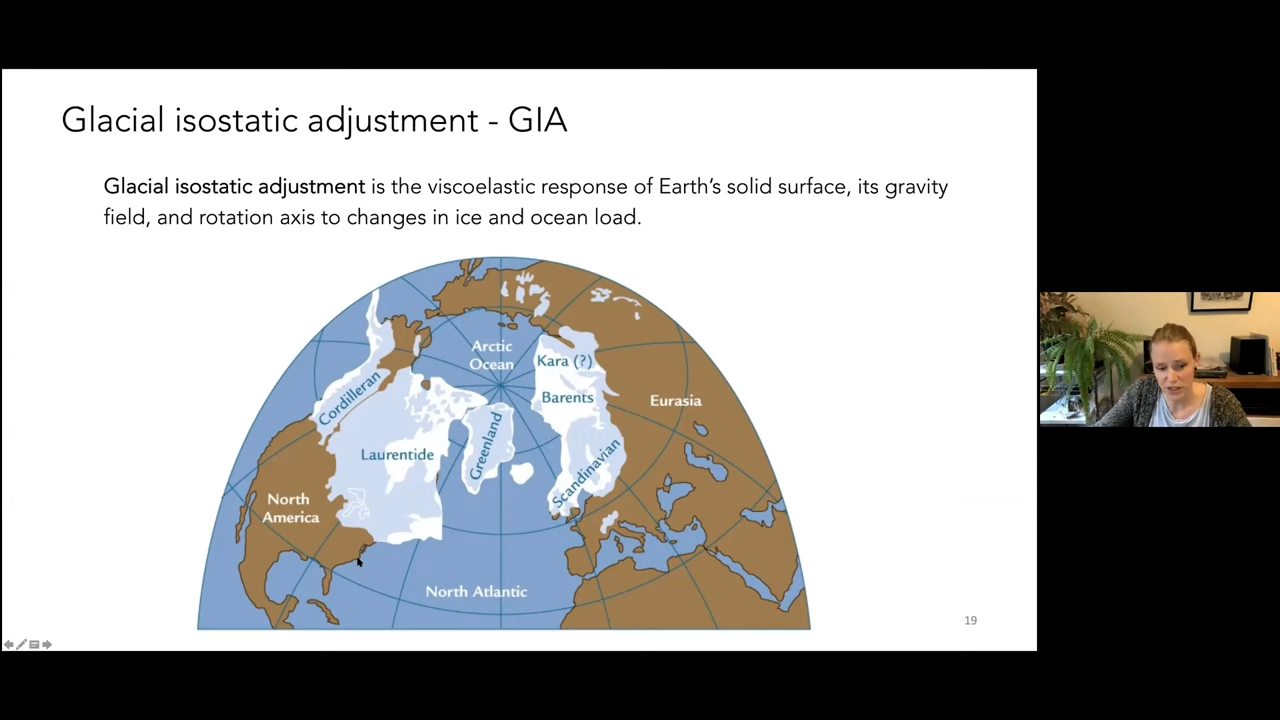 Glacial isostatic adjustment - GIA
Glacial isostatic adjustment is the viscoelastic response of Earth's solid surface, its gravity
field, and rotation axis to changes in ice and ocean load.
Arctic
Ocean
Kara (?)
Cordilleran
Barents
Eurasia
Greenland
Laurentide
Scandinavian
North
America
North Atlantic
19